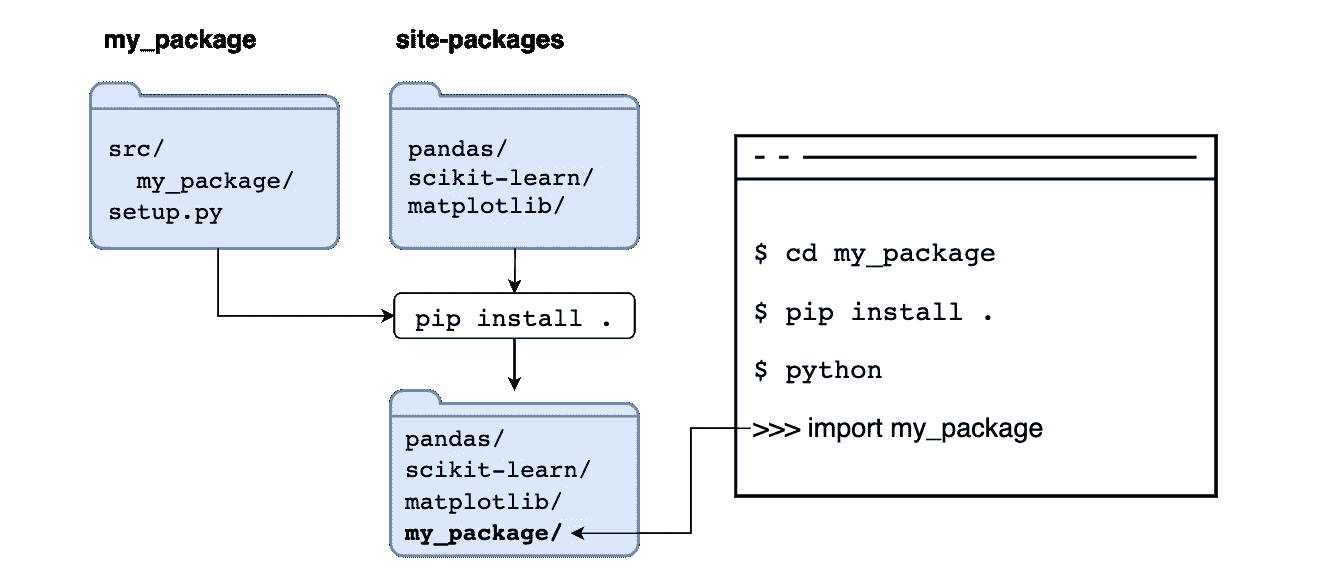 my_package
src/
my_package/
setup.py
site-packages
pandas/
scikit-learn/
matplotlib/
pip install .
pandas/
scikit-learn/
matplotlib/
my_package/
$ cd my_package
$ pip install .
$ python
>>> import my_package